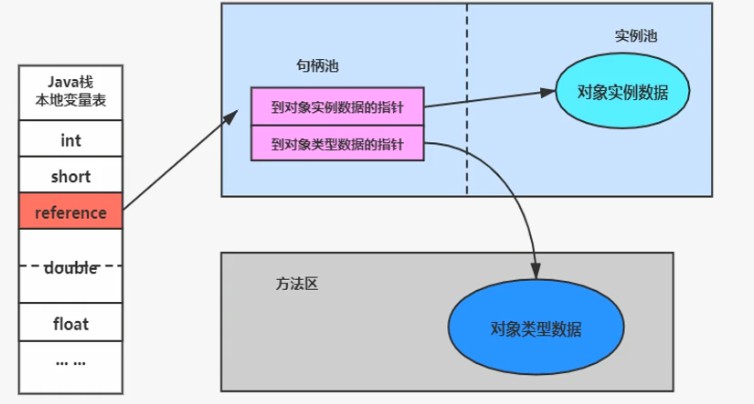 Java栈
本地变量表
int
short
reference
double
float
... ...
句柄池
到对象实例数据的指针
到对象类型数据的指针
实例池
对象实例数据
方法区
对象类型数据